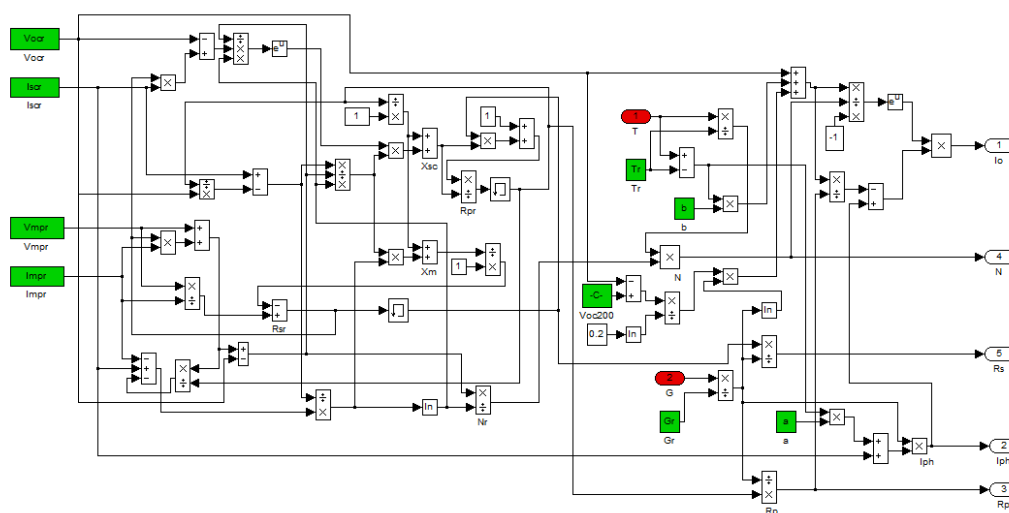 Vocr
Vocr
Iscr
Iscr
Vmpr
Vmpr
Impr
Impr
e^u
1
Xsc
1
Rpr
Xm
1
Rsr
ln
Nr
1
T
Tr
Tr
b
b
N
-C-
Voc200
0.2
ln
ln
2
G
Gr
Gr
a
a
Rp
e^u
-1
Iph
1
Io
4
N
5
Rs
2
Iph
3
Rp